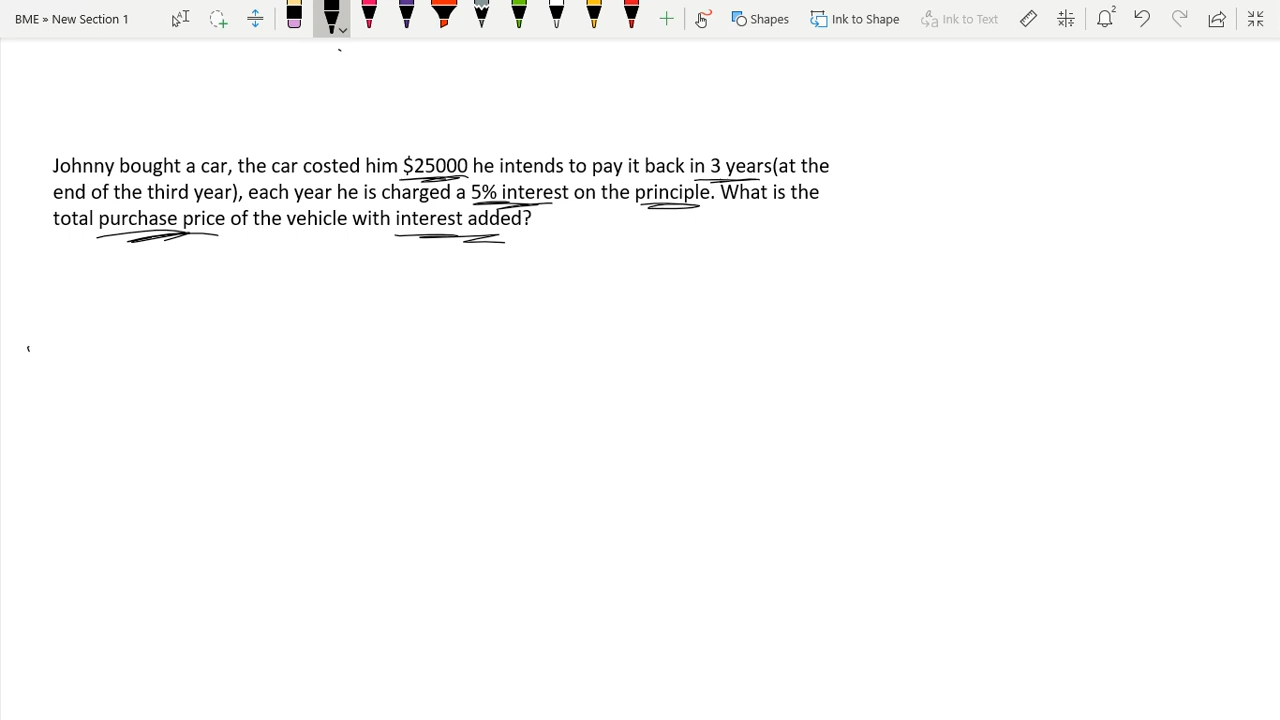 BME » New Section 1
Shapes
Ink to Shape
Ink to Text
2
Johnny bought a car, the car costed him $25000 he intends to pay it back in 3 years(at the
end of the third year), each year he is charged a 5% interest on the principle. What is the
total purchase price of the vehicle with interest added?